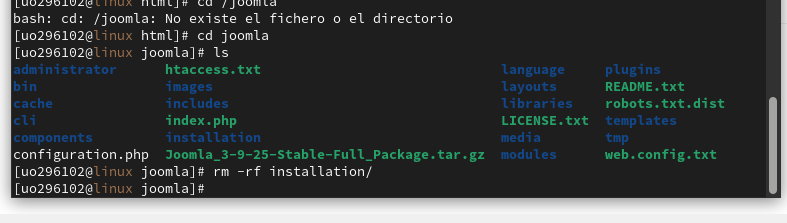 [uo296102@linux html]# cd /joomla
bash: cd: /joomla: No existe el fichero o el directorio
[uo296102@linux html]# cd joomla
[uo296102@linux joomla]# ls
administrator htaccess.txt language plugins
bin images layouts README.txt
cache includes libraries robots.txt.dist
cli index.php LICENSE.txt templates
components installation media tmp
configuration.php Joomla_3-9-25-Stable-Full_Package.tar.gz modules web.config.txt
[uo296102@linux joomla]# rm -rf installation/
[uo296102@linux joomla]#